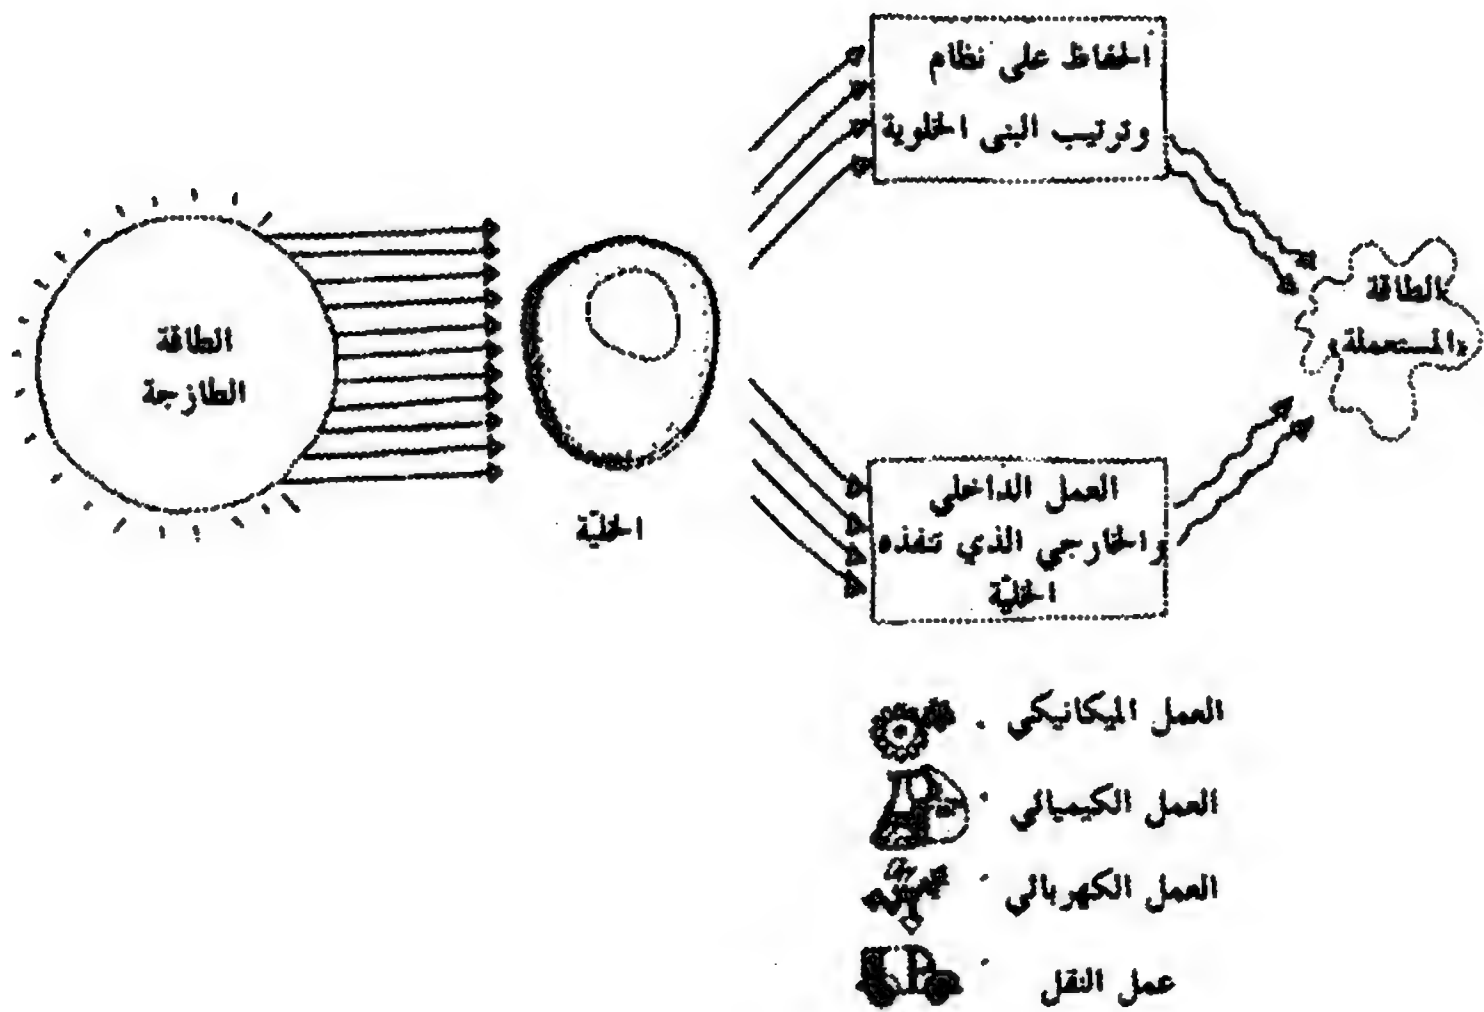 الحفاظ على نظام
وترتيب البنى الخلوية
الطاقة
الطازجة
الخليّة
«الطاقة
المستعملة»
العمل الداخلي
والخارجي الذي تنفذه
الخليّة
العمل الميكانيكي
العمل الكيميائي
العمل الكهربائي
عمل النقل